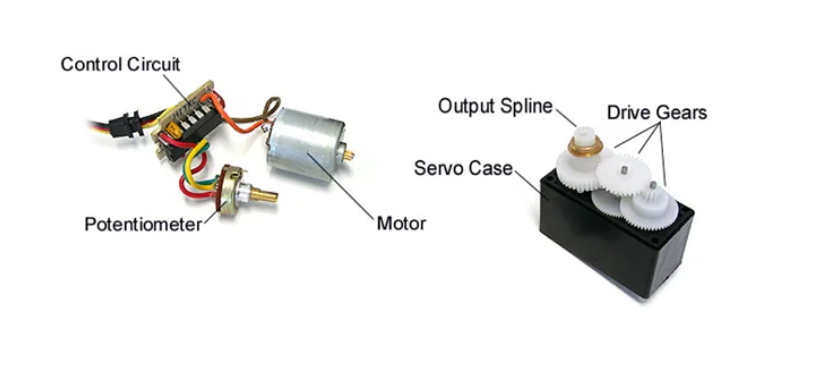 Control Circuit
Potentiometer
Motor
Output Spline
Drive Gears
Servo Case